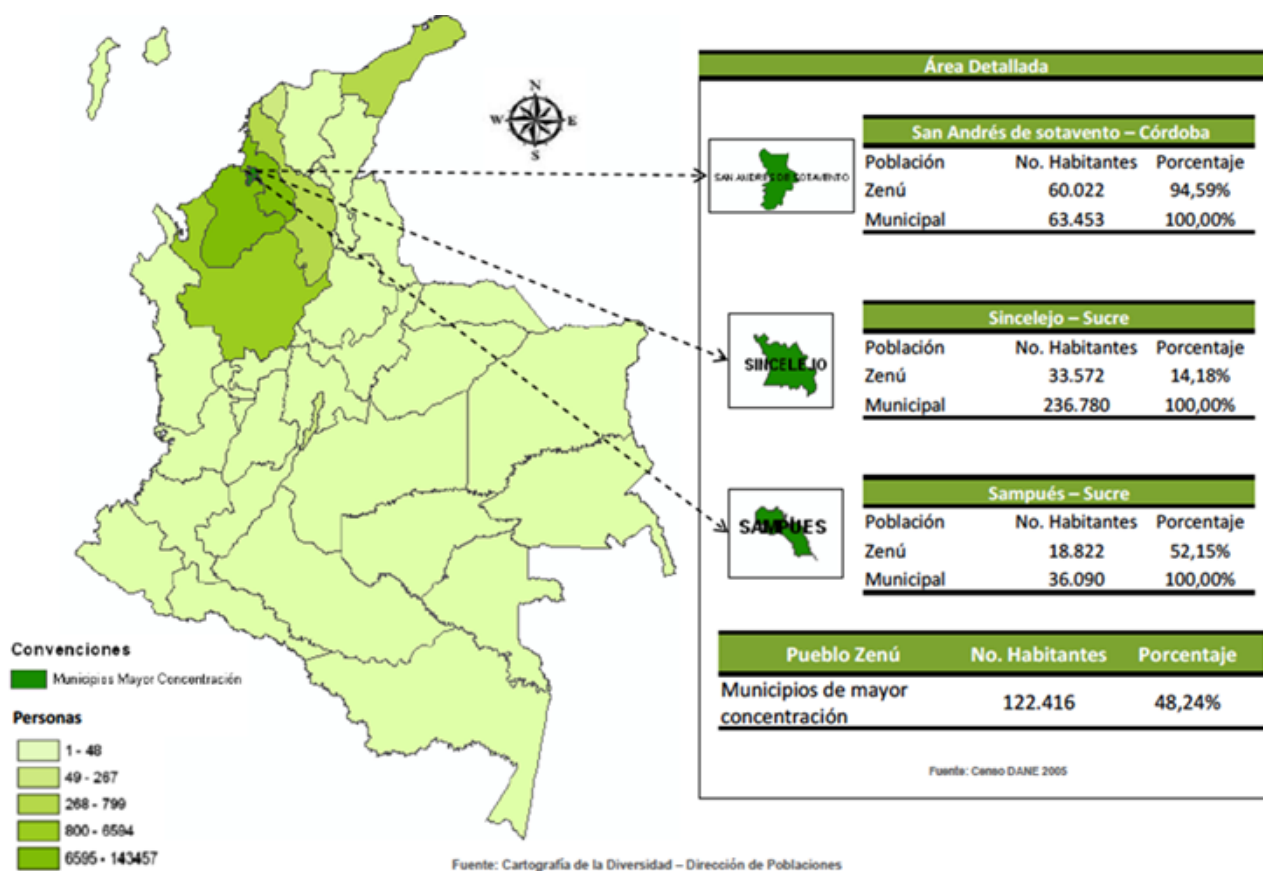 N
W E
S
Área Detallada
SAN ANDRES DE SOTAVENTO
San Andrés de sotavento – Córdoba
Población No. Habitantes Porcentaje
Zenú 60.022 94,59%
Municipal 63.453 100,00%
SINCELEJO
Sincelejo – Sucre
Población No. Habitantes Porcentaje
Zenú 33.572 14,18%
Municipal 236.780 100,00%
SAMPUES
Sampués – Sucre
Población No. Habitantes Porcentaje
Zenú 18.822 52,15%
Municipal 36.090 100,00%
Pueblo Zenú No. Habitantes Porcentaje
Municipios de mayor
concentración 122.416 48,24%
Fuente: Censo DANE 2005
Convenciones
Municipios Mayor Concentración
Personas
1 - 48
49 - 267
268 - 799
800 - 6594
6595 - 143457
Fuente: Cartografía de la Diversidad – Dirección de Poblaciones